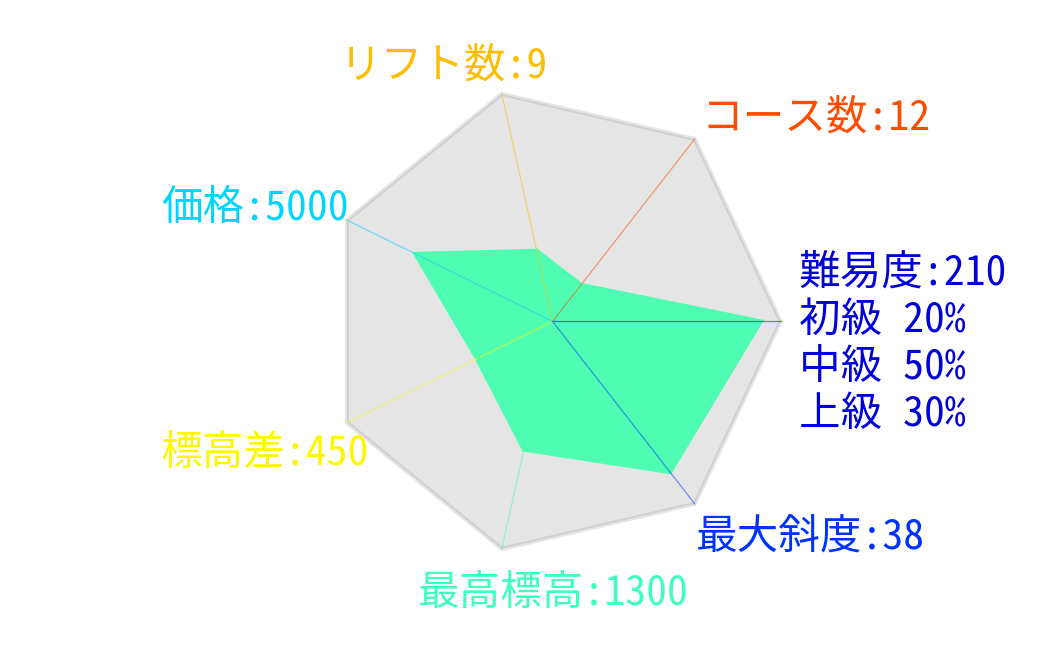 リフト数:9
コース数:12
価格:5000
難易度:210
初級 20%
中級 50%
上級 30%
標高差:450
最大斜度:38
最高標高:1300